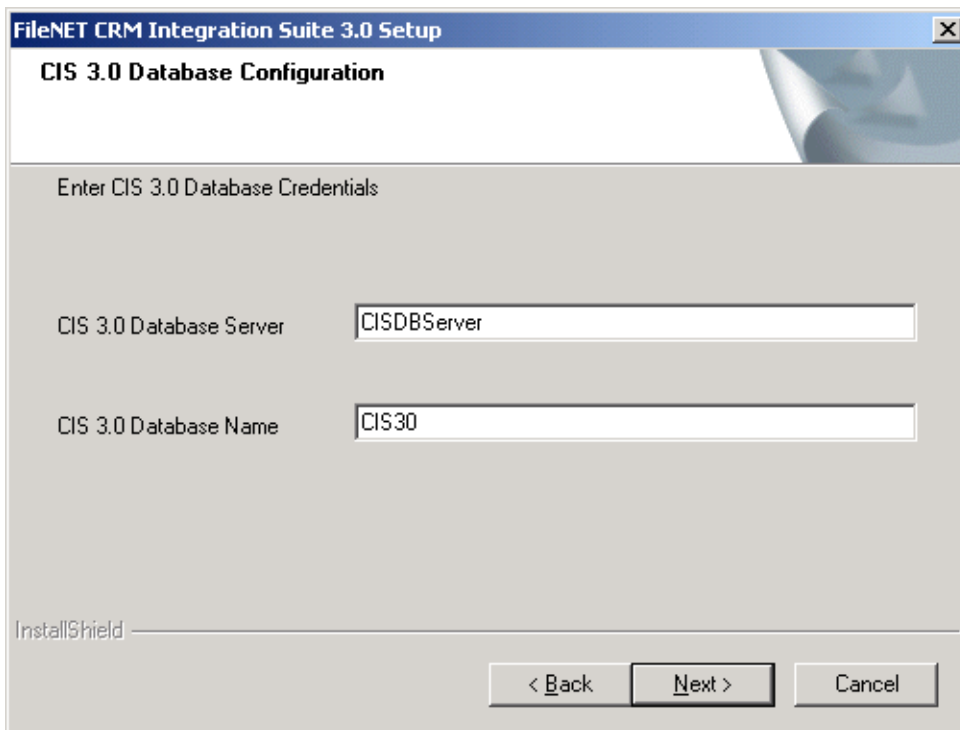 FileNET CRM Integration Suite 3.0 Setup
CIS 3.0 Database Configuration
Enter CIS 3.0 Database Credentials
CIS 3.0 Database Server
CISDBServer
CIS 3.0 Database Name
CIS30
InstallShield
< Back
Next >
Cancel